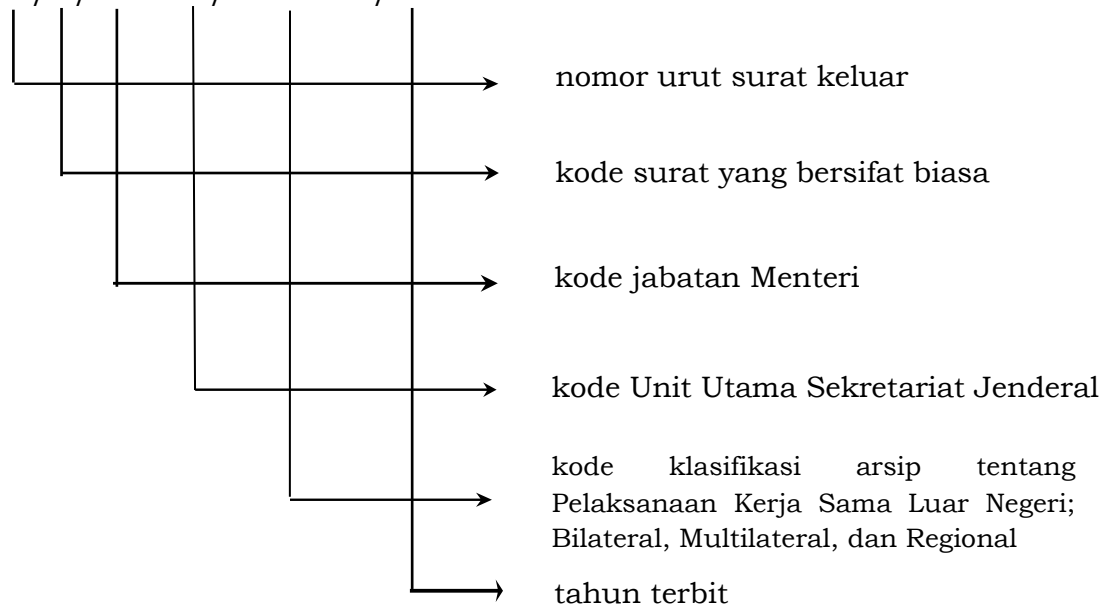 nomor urut surat keluar
kode surat yang bersifat biasa
kode jabatan Menteri
kode Unit Utama Sekretariat Jenderal
kode klasifikasi arsip tentang
Pelaksanaan Kerja Sama Luar Negeri;
Bilateral, Multilateral, dan Regional
tahun terbit